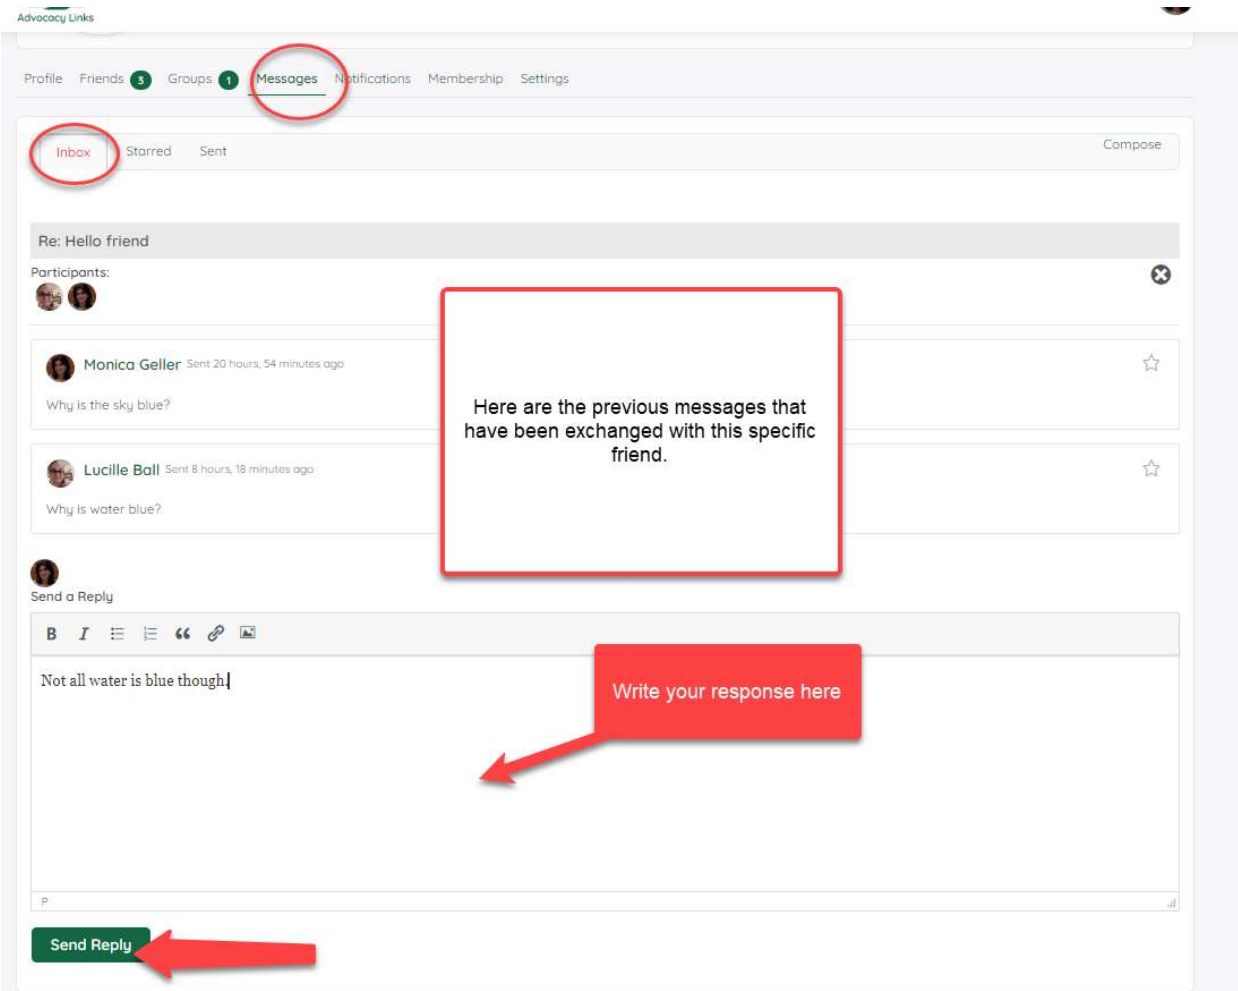 Advocacy Links
Profile Friends 3 Groups 1 Messages Notifications Membership Settings
Inbox Starred Sent Compose
Re: Hello friend
Participants:
Monica Geller Sent 20 hours, 54 minutes ago
Why is the sky blue?
Here are the previous messages that
have been exchanged with this specific
friend.
Lucille Ball Sent 8 hours, 18 minutes ago
Why is water blue?
Send a Reply
B I
Not all water is blue though.
Write your response here
P
Send Reply